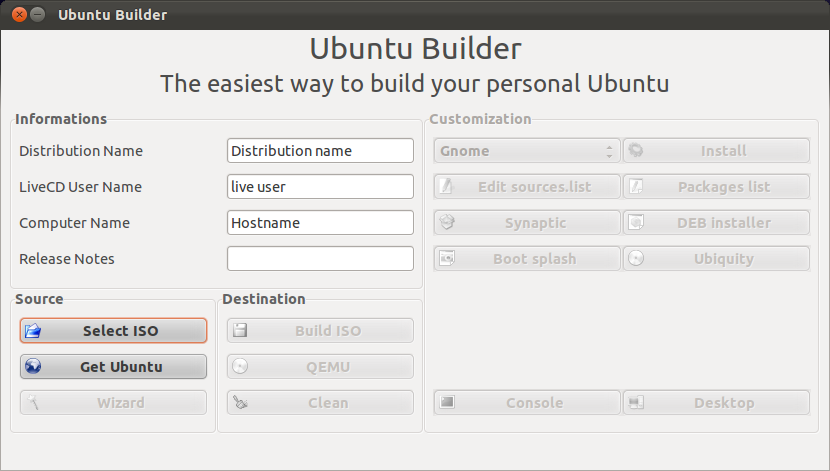 Ubuntu Builder
Ubuntu Builder
The easiest way to build your personal Ubuntu
Informations
Distribution Name
Distribution name
LiveCD User Name
live user
Computer Name
Hostname
Release Notes
Customization
Gnome
Install
Edit sources.list
Packages list
Synaptic
DEB installer
Boot splash
Ubiquity
Source
Select ISO
Get Ubuntu
Wizard
Destination
Build ISO
QEMU
Clean
Console
Desktop